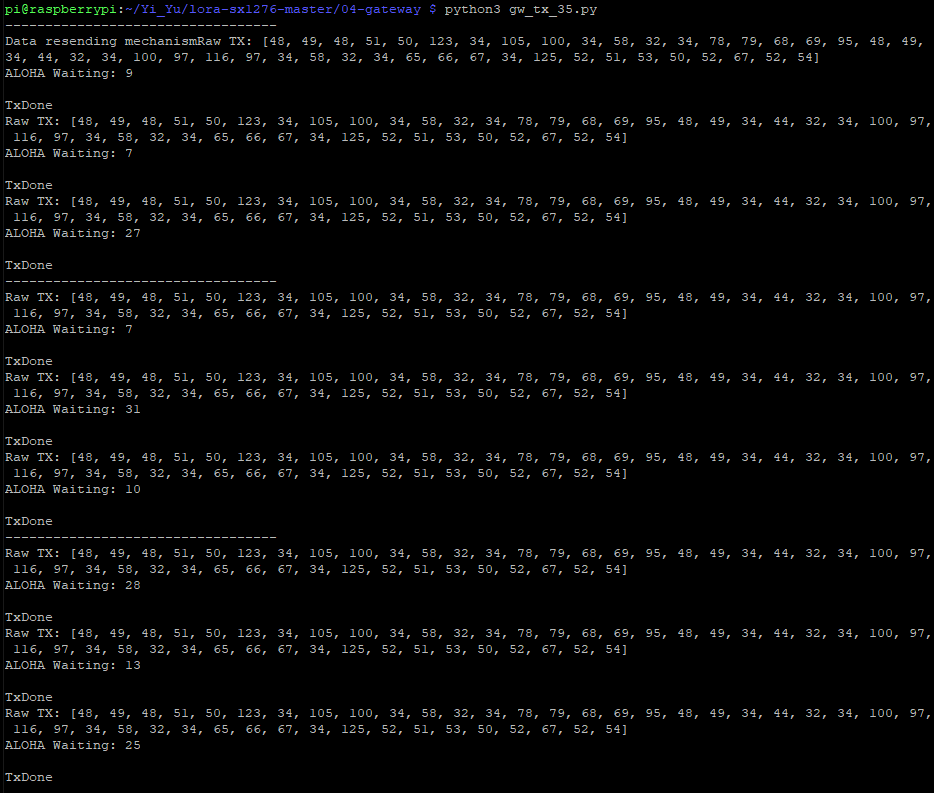 pi@raspberrypi:~/Yi_Yu/lora-sx1276-master/04-gateway $ python3 gw_tx_35.py
----------------------------------
Data resending mechanismRaw TX: [48, 49, 48, 51, 50, 123, 34, 105, 100, 34, 58, 32, 34, 78, 79, 68, 69, 95, 48, 49,
34, 44, 32, 34, 100, 97, 116, 97, 34, 58, 32, 34, 65, 66, 67, 34, 125, 52, 51, 53, 50, 52, 67, 52, 54]
ALOHA Waiting: 9
TxDone
Raw TX: [48, 49, 48, 51, 50, 123, 34, 105, 100, 34, 58, 32, 34, 78, 79, 68, 69, 95, 48, 49, 34, 44, 32, 34, 100, 97,
116, 97, 34, 58, 32, 34, 65, 66, 67, 34, 125, 52, 51, 53, 50, 52, 67, 52, 54]
ALOHA Waiting: 7
TxDone
Raw TX: [48, 49, 48, 51, 50, 123, 34, 105, 100, 34, 58, 32, 34, 78, 79, 68, 69, 95, 48, 49, 34, 44, 32, 34, 100, 97,
116, 97, 34, 58, 32, 34, 65, 66, 67, 34, 125, 52, 51, 53, 50, 52, 67, 52, 54]
ALOHA Waiting: 27
TxDone
----------------------------------
Raw TX: [48, 49, 48, 51, 50, 123, 34, 105, 100, 34, 58, 32, 34, 78, 79, 68, 69, 95, 48, 49, 34, 44, 32, 34, 100, 97,
116, 97, 34, 58, 32, 34, 65, 66, 67, 34, 125, 52, 51, 53, 50, 52, 67, 52, 54]
ALOHA Waiting: 7
TxDone
Raw TX: [48, 49, 48, 51, 50, 123, 34, 105, 100, 34, 58, 32, 34, 78, 79, 68, 69, 95, 48, 49, 34, 44, 32, 34, 100, 97,
116, 97, 34, 58, 32, 34, 65, 66, 67, 34, 125, 52, 51, 53, 50, 52, 67, 52, 54]
ALOHA Waiting: 31
TxDone
Raw TX: [48, 49, 48, 51, 50, 123, 34, 105, 100, 34, 58, 32, 34, 78, 79, 68, 69, 95, 48, 49, 34, 44, 32, 34, 100, 97,
116, 97, 34, 58, 32, 34, 65, 66, 67, 34, 125, 52, 51, 53, 50, 52, 67, 52, 54]
ALOHA Waiting: 10
TxDone
----------------------------------
Raw TX: [48, 49, 48, 51, 50, 123, 34, 105, 100, 34, 58, 32, 34, 78, 79, 68, 69, 95, 48, 49, 34, 44, 32, 34, 100, 97,
116, 97, 34, 58, 32, 34, 65, 66, 67, 34, 125, 52, 51, 53, 50, 52, 67, 52, 54]
ALOHA Waiting: 28
TxDone
Raw TX: [48, 49, 48, 51, 50, 123, 34, 105, 100, 34, 58, 32, 34, 78, 79, 68, 69, 95, 48, 49, 34, 44, 32, 34, 100, 97,
116, 97, 34, 58, 32, 34, 65, 66, 67, 34, 125, 52, 51, 53, 50, 52, 67, 52, 54]
ALOHA Waiting: 13
TxDone
Raw TX: [48, 49, 48, 51, 50, 123, 34, 105, 100, 34, 58, 32, 34, 78, 79, 68, 69, 95, 48, 49, 34, 44, 32, 34, 100, 97,
116, 97, 34, 58, 32, 34, 65, 66, 67, 34, 125, 52, 51, 53, 50, 52, 67, 52, 54]
ALOHA Waiting: 25
TxDone